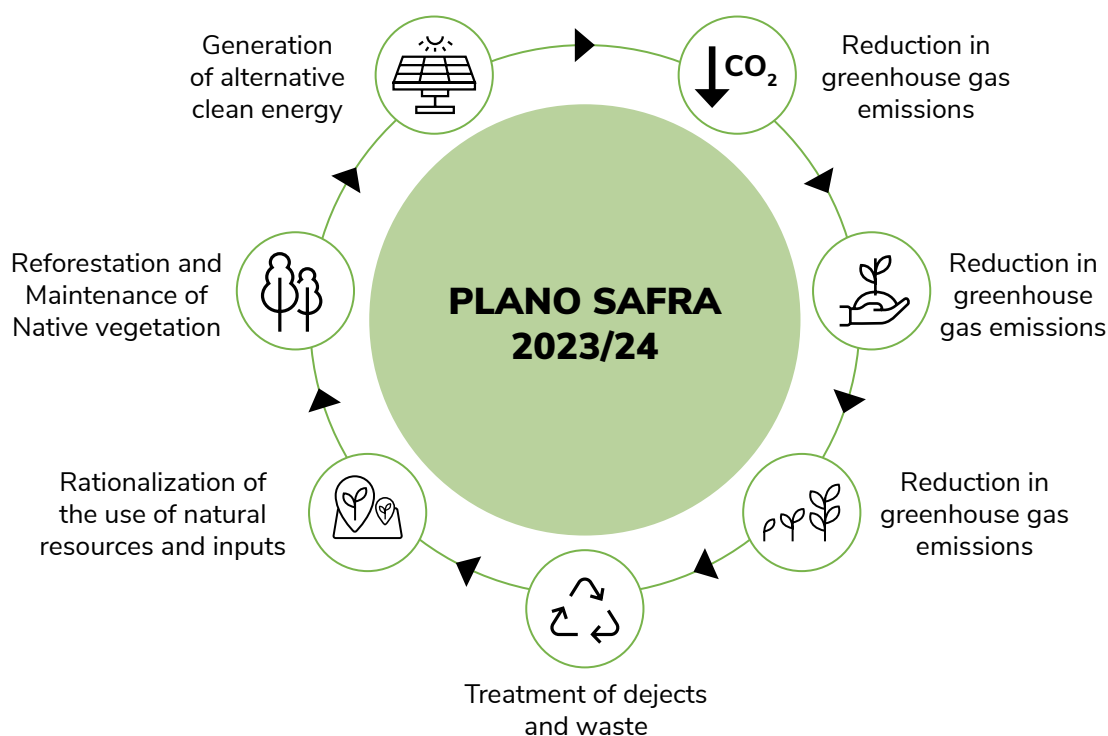 Generation
of alternative
clean energy
CO₂
Reduction in
greenhouse gas
emissions
Reforestation and
Maintenance of
Native vegetation
PLANO SAFRA
2023/24
Reduction in
greenhouse
gas emissions
Rationalization of
the use of natural
resources and inputs
Reduction in
greenhouse gas
emissions
Treatment of dejects
and waste